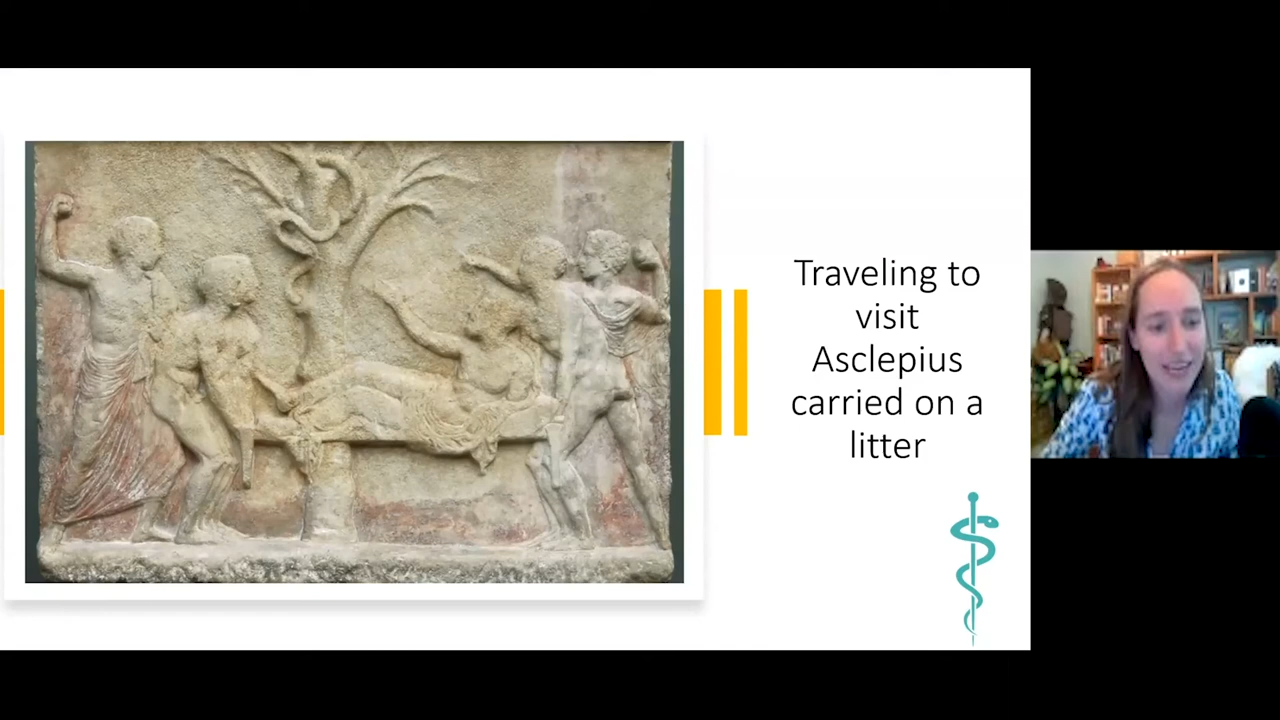 Traveling to
visit
Asclepius
carried on a
litter